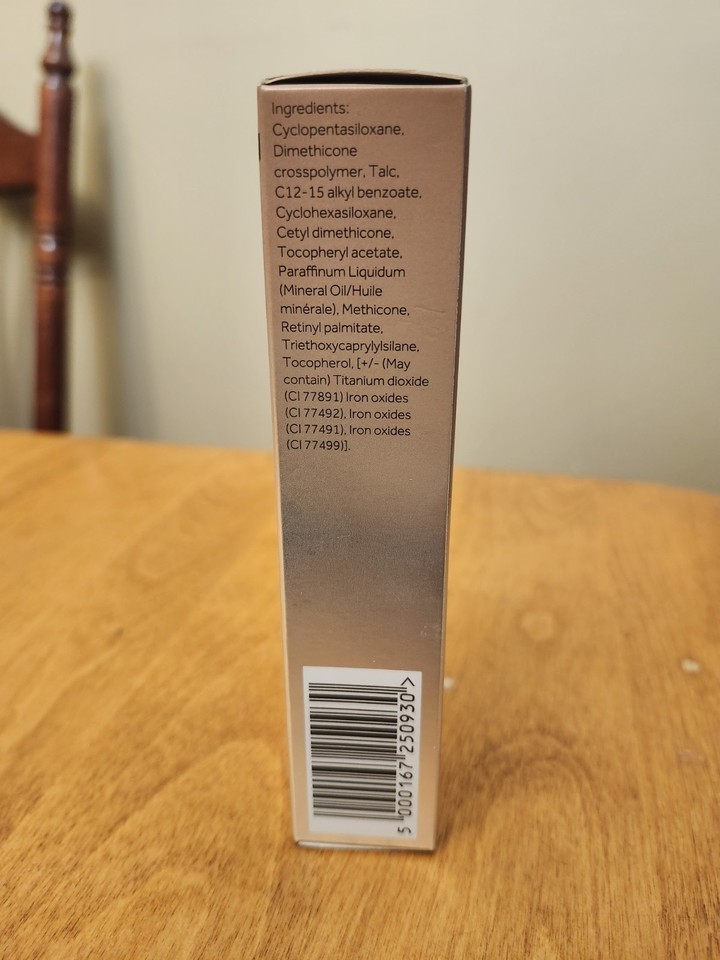 Ingredients:
Cyclopentasiloxane,
Dimethicone
crosspolymer, Talc,
C12-15 alkyl benzoate,
Cyclohexasiloxane,
Cetyl dimethicone,
Tocopheryl acetate,
Paraffinum Liquidum
(Mineral Oil/Huile
minérale), Methicone,
Retinyl palmitate,
Triethoxycaprylylsilane,
Tocopherol, [+/- (May
contain) Titanium dioxide
(CI 77891) Iron oxides
(CI 77492), Iron oxides
(CI 77491), Iron oxides
(CI 77499)].
5 000167 250930 >